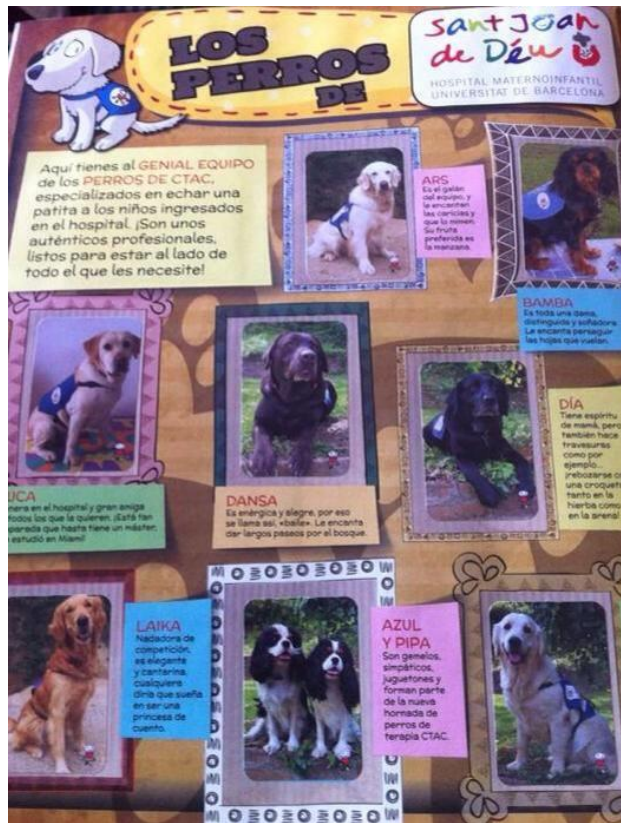 LOS
PERROS
DE
Sant Joan
de Déu
HOSPITAL MATERNOINFANTIL
UNIVERSITAT DE BARCELONA
Aquí tienes al GENIAL EQUIPO
de los PERROS DE CTAC,
especializados en echar una
patita a los niños ingresados
en el hospital. ¡Son unos
auténticos profesionales,
listos para estar al lado de
todo el que les necesite!
ARS
Es el galán
del equipo, y
le encantan
las caricias y
que lo mimen.
Su fruta
preferida es
la manzana.
BAMBA
Es toda una dama,
distinguida y soñadora.
Le encanta perseguir
las hojas que vuelan.
UCA
nera en el hospital y gran amiga
todos los que la quieren. ¡Está tan
parada que hasta tiene un máster,
estudió en Miami!
DANSA
Es enérgica y alegre, por eso
se llama así, «baile». Le encanta
dar largos paseos por el bosque.
DÍA
Tiene espíritu
de mamá, pero
también hace
travesuras
como por
ejemplo...
¡rebozarse co
una croquet
tanto en la
hierba como
en la arena!
LAIKA
Nadadora de
competición,
es elegante
y cantarina,
cualquiera
diría que sueña
en ser una
princesa de
cuento.
AZUL
Y PIPA
Son gemelos,
simpáticos,
juguetones y
forman parte
de la nueva
hornada de
perros de
terapia CTAC.